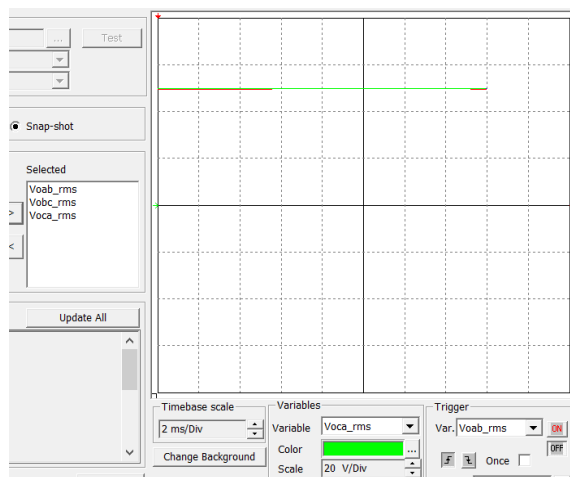 ...
Test
Snap-shot
Selected
Voab_rms
Vobc_rms
Voca_rms
>
<
Update All
Timebase scale
2 ms/Div
Change Background
Variables
Variable Voca_rms
Color ...
Scale 20 V/Div
Trigger
Var. Voab_rms
ON
OFF
Once